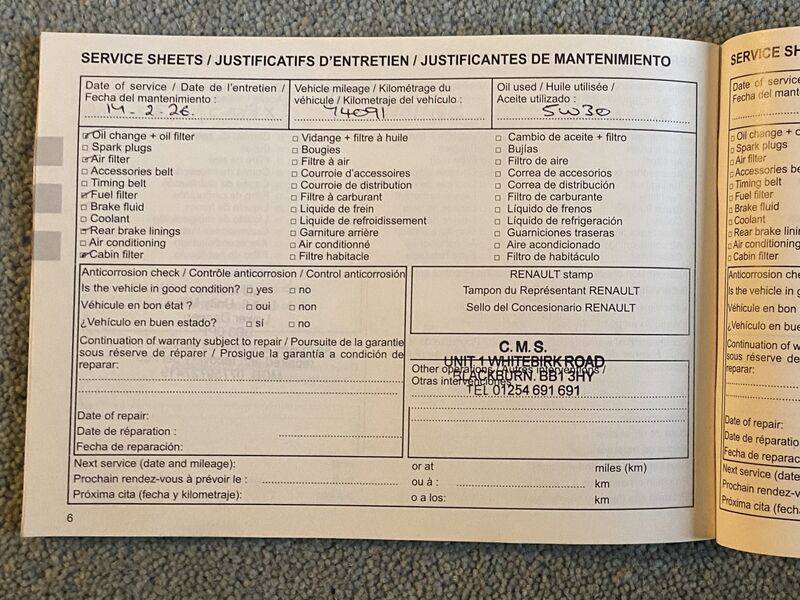 SERVICE SHEETS / JUSTIFICATIFS D'ENTRETIEN / JUSTIFICANTES DE MANTENIMIENTO
Date of service / Date de l'entretien /
Fecha del mantenimiento :
14-2-26
Vehicle mileage / Kilométrage du
véhicule / Kilometraje del vehículo :
74091
Oil used / Huile utilisée /
Aceite utilizado :
5W30
Oil change + oil filter
Spark plugs
Air filter
Accessories belt
Timing belt
Fuel filter
Brake fluid
Coolant
Rear brake linings
Air conditioning
Cabin filter
Vidange + filtre à huile
Bougies
Filtre à air
Courroie d'accessoires
Courroie de distribution
Filtre à carburant
Liquide de frein
Liquide de refroidissement
Garniture arrière
Air conditionné
Filtre habitacle
Cambio de aceite + filtro
Bujías
Filtro de aire
Correa de accesorios
Correa de distribución
Filtro de carburante
Líquido de frenos
Líquido de refrigeración
Guarniciones traseras
Aire acondicionado
Filtro de habitáculo
Anticorrosion check / Contrôle anticorrosion / Control anticorrosión
Is the vehicle in good condition? yes no
Véhicule en bon état ? oui non
¿Vehículo en buen estado? sí no
Continuation of warranty subject to repair / Poursuite de la garantie
sous réserve de réparer / Prosigue la garantía a condición de
reparar:
Date of repair:
Date de réparation :
Fecha de reparación:
RENAULT stamp
Tampon du Représentant RENAULT
Sello del Concesionario RENAULT
C.M.S.
UNIT 1 WHITEBIRK ROAD
Other operations / Autres interventions /
BLACKBURN. BB1 3HY
Otras intervenciones
TEL 01254 691 691
Next service (date and mileage): or at miles (km)
Prochain rendez-vous à prévoir le : ou à : km
Próxima cita (fecha y kilometraje): o a los: km
6
SERVICE SH
Date of servic
Fecha del mant
Oil change + o
Spark plugs
Air filter
Accessories be
Timing belt
Fuel filter
Brake fluid
Coolant
Rear brake linin
Air conditioning
Cabin filter
Anticorrosion chec
Is the vehicle in go
Véhicule en bon ét
¿Vehículo en buen
Continuation of warr
sous réserve de
reparar:
Date of repair:
Date de réparatio
Fecha de reparac
Next service (date
Prochain rendez-v
Próxima cita (fech